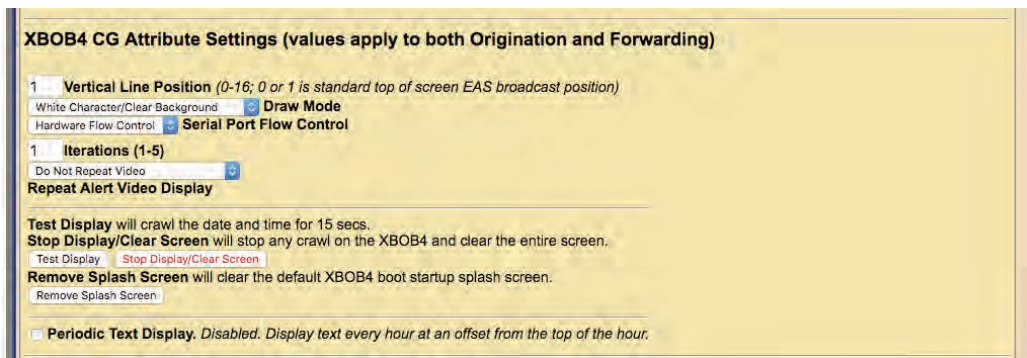 XBOB4 CG Attribute Settings (values apply to both Origination and Forwarding)
1 Vertical Line Position (0-16; 0 or 1 is standard top of screen EAS broadcast position)
White Character/Clear Background Draw Mode
Hardware Flow Control Serial Port Flow Control
1 Iterations (1-5)
Do Not Repeat Video
Repeat Alert Video Display
Test Display will crawl the date and time for 15 secs.
Stop Display/Clear Screen will stop any crawl on the XBOB4 and clear the entire screen.
Test Display Stop Display/Clear Screen
Remove Splash Screen will clear the default XBOB4 boot startup splash screen.
Remove Splash Screen
Periodic Text Display. Disabled. Display text every hour at an offset from the top of the hour.